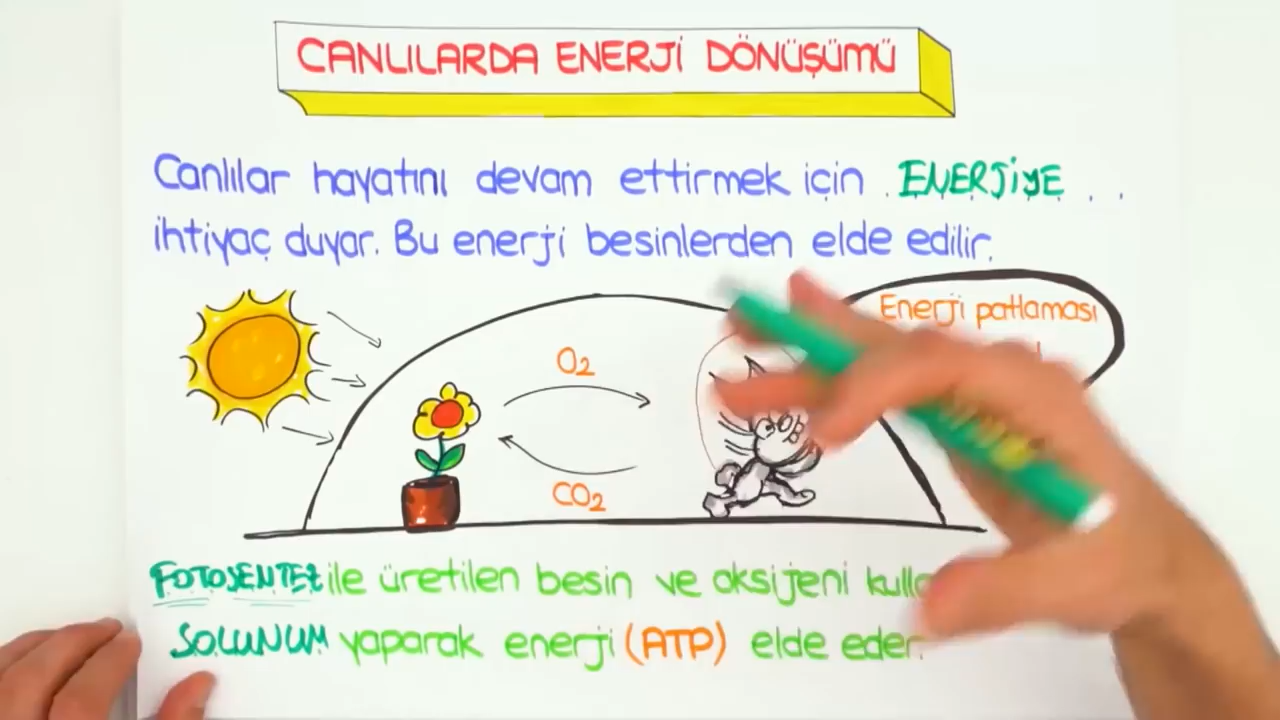 CANLILARDA ENERJİ DÖNÜŞÜMÜ
Canlılar hayatını devam ettirmek için . ENERJİYE . .
ihtiyaç duyar. Bu enerji besinlerden elde edilir.
Enerji patlaması
O2
CO2
FOTOSENTEZ ile üretilen besin ve oksijeni
SOLUNUM yaparak enerji (ATP) elde eder.